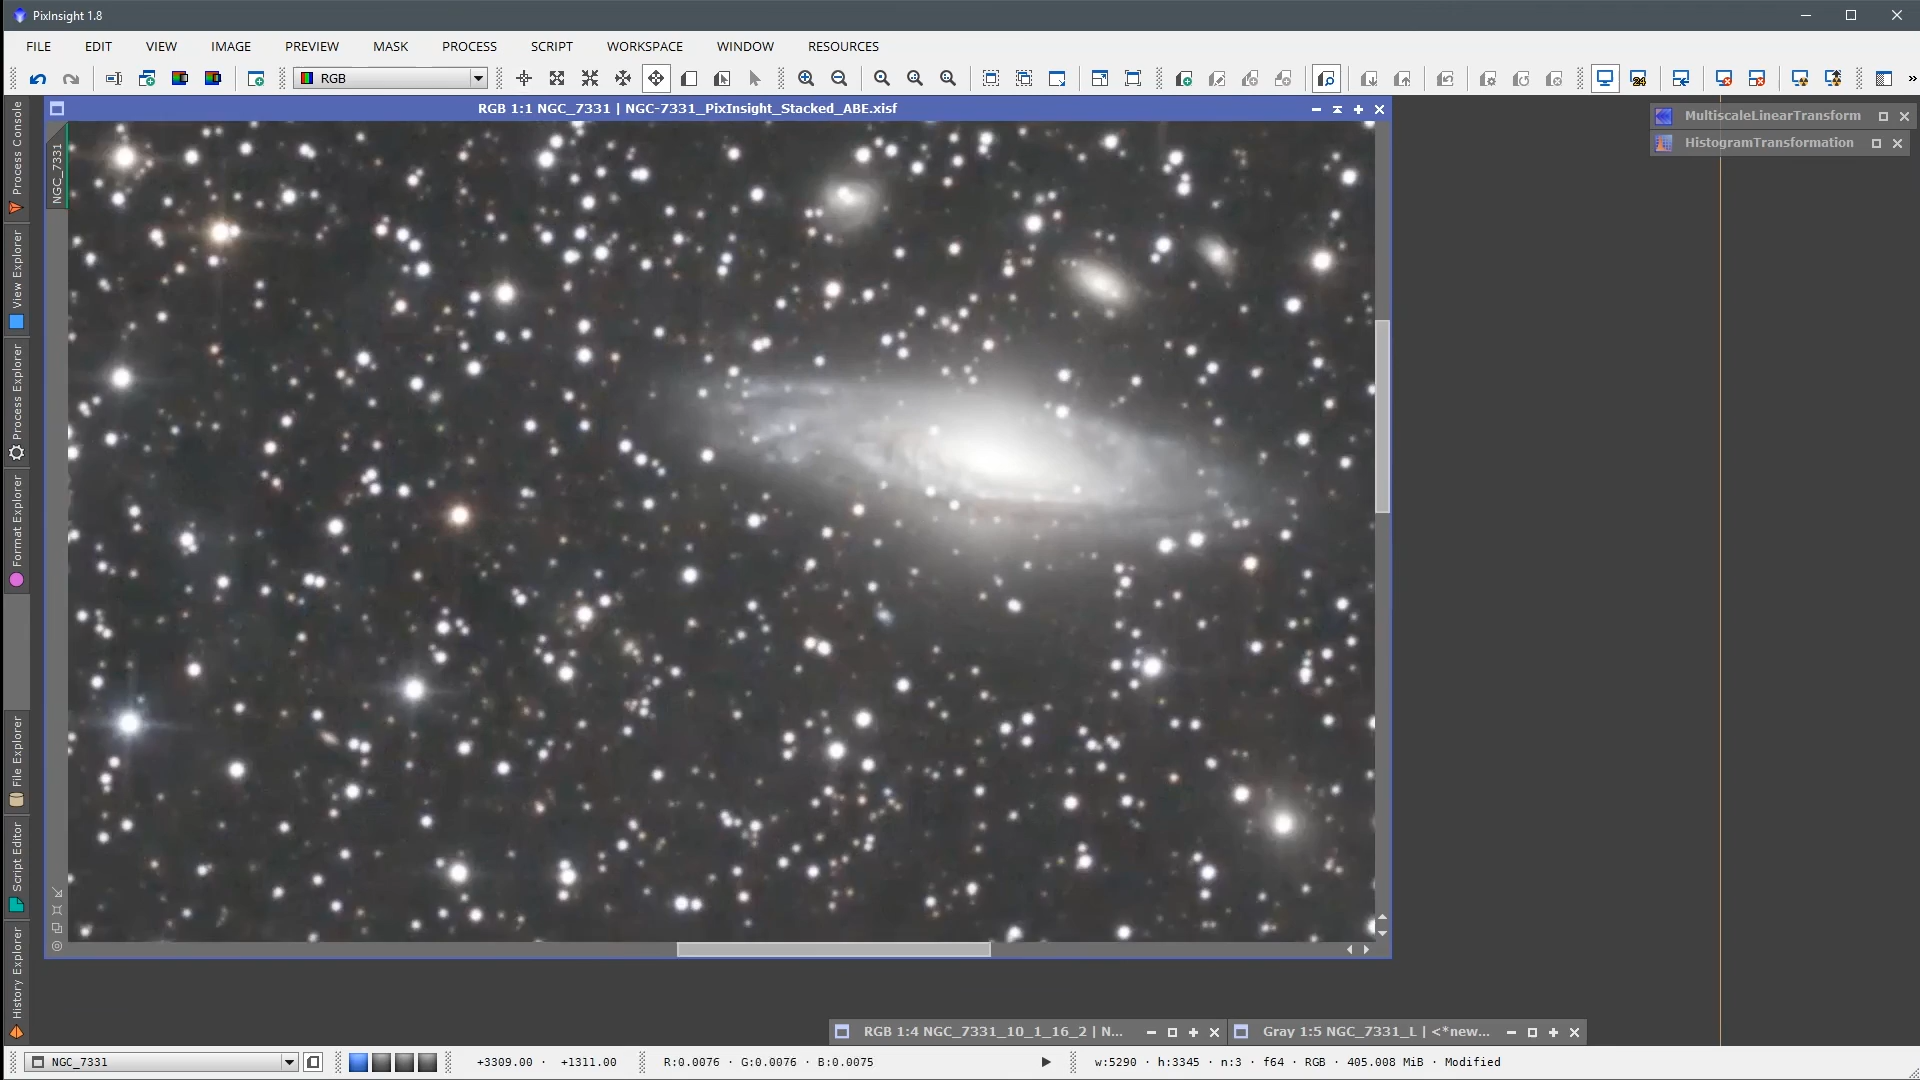 PixInsight 1.8
FILE EDIT VIEW IMAGE PREVIEW MASK PROCESS SCRIPT WORKSPACE WINDOW RESOURCES
RGB
24
»
RGB 1:1 NGC_7331 | NGC-7331_PixInsight_Stacked_ABE.xisf
MultiscaleLinearTransform
HistogramTransformation
NGC_7331
Process Console
View Explorer
Process Explorer
Format Explorer
File Explorer
Script Editor
History Explorer
RGB 1:4 NGC_7331_10_1_16_2 | N...
Gray 1:5 NGC_7331_L | <*new...
NGC_7331
+3309.00 · +1311.00
R:0.0076 · G:0.0076 · B:0.0075
w:5290 · h:3345 · n:3 · f64 · RGB · 405.008 MiB · Modified